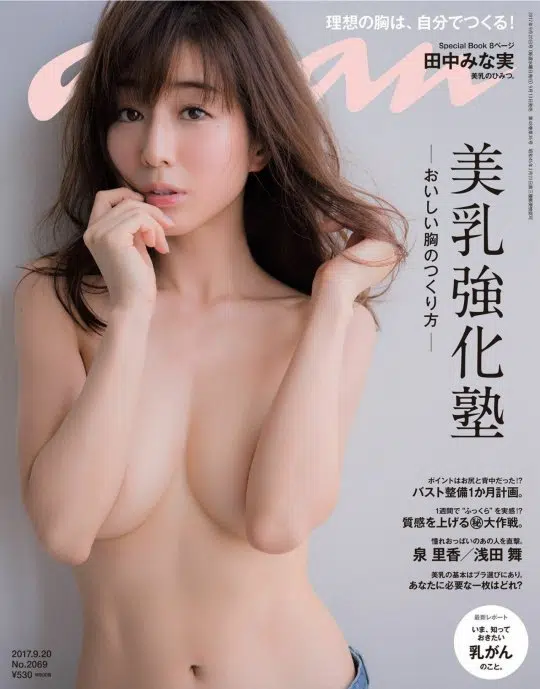 理想の胸は、自分でつくる!
anan
Special Book 8ページ
田中みな実
美乳のひみつ。
美乳強化塾
―おいしい胸のつくり方―
ポイントはお尻と背中だった!?
バスト整備1か月計画。
1週間で“ふっくら”を実感!?
質感を上げる㊙大作戦。
憧れおっぱいのあの人を直撃。
泉 里香/浅田 舞
美乳の基本はブラ選びにあり。
あなたに必要な一枚はどれ?
最新レポート
いま、知って
おきたい
乳がん
のこと。
2017.9.20
No.2069
¥530